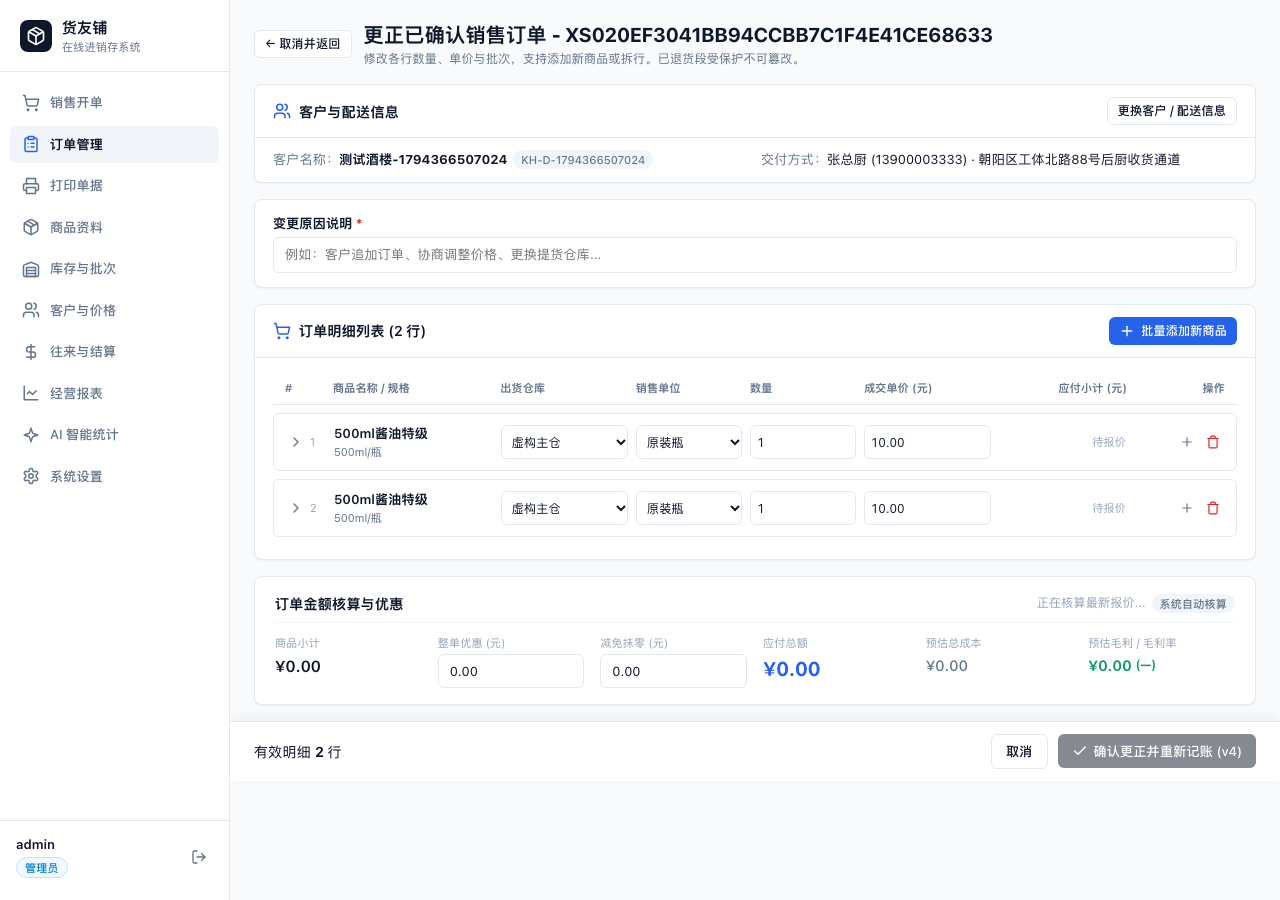 货友铺
在线进销存系统
销售开单
订单管理
打印单据
商品资料
库存与批次
客户与价格
往来与结算
经营报表
AI 智能统计
系统设置
admin
管理员
← 取消并返回
更正已确认销售订单 - XS020EF3041BB94CCBB7C1F4E41CE68633
修改各行数量、单价与批次，支持添加新商品或拆行。已退货段受保护不可篡改。
客户与配送信息
更换客户 / 配送信息
客户名称: 测试酒楼-1794366507024 KH-D-1794366507024
交付方式: 张总厨 (13900003333) · 朝阳区工体北路88号后厨收货通道
变更原因说明 *
例如：客户追加订单、协商调整价格、更换提货仓库...
订单明细列表 (2 行)
批量添加新商品
# 商品名称 / 规格 出货仓库 销售单位 数量 成交单价 (元) 应付小计 (元) 操作
1 500ml酱油特级 虚构主仓 原装瓶 1 10.00 待报价
500ml/瓶
2 500ml酱油特级 虚构主仓 原装瓶 1 10.00 待报价
500ml/瓶
订单金额核算与优惠
正在核算最新报价... 系统自动核算
商品小计 整单优惠 (元) 减免抹零 (元) 应付总额 预估总成本 预估毛利 / 毛利率
¥0.00 0.00 0.00 ¥0.00 ¥0.00 ¥0.00 (—)
有效明细 2 行
取消
确认更正并重新记账 (v4)